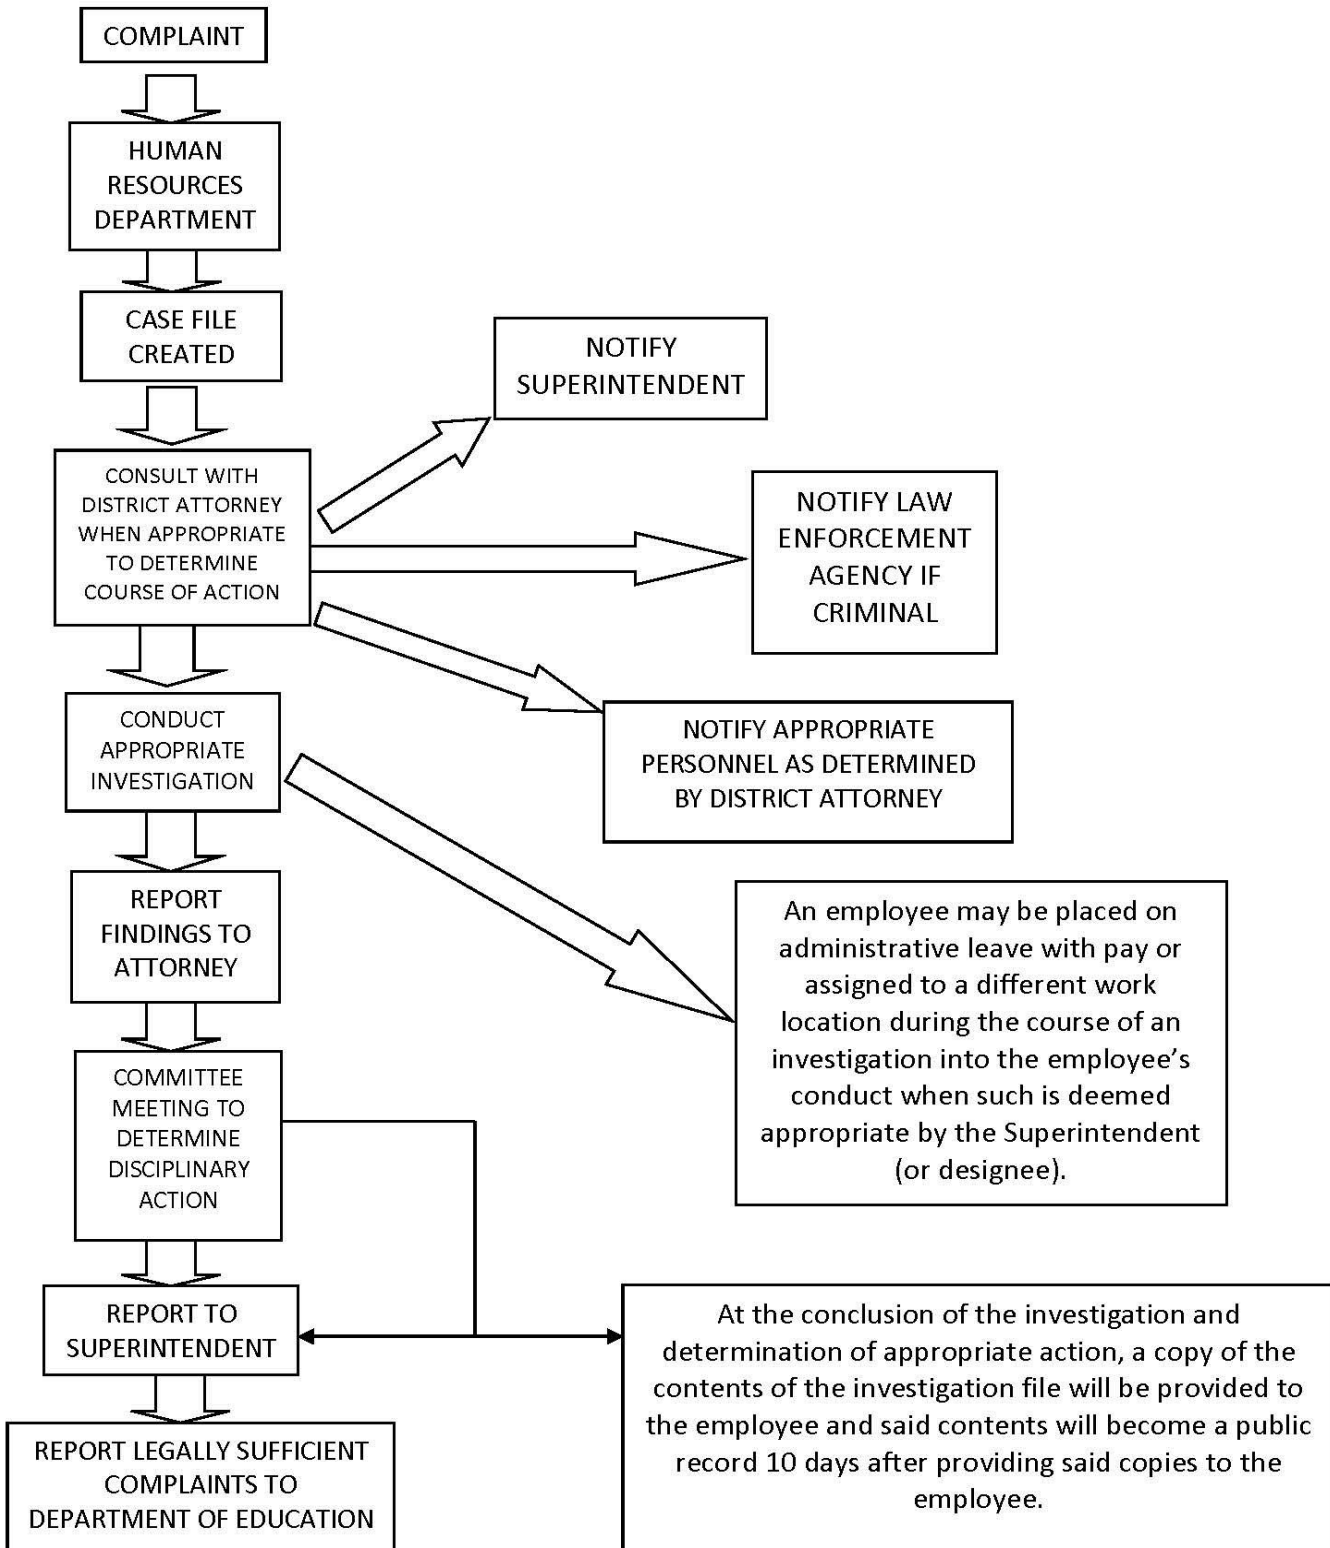 COMPLAINT
HUMAN
RESOURCES
DEPARTMENT
CASE FILE
CREATED
NOTIFY
SUPERINTENDENT
CONSULT WITH
DISTRICT ATTORNEY
WHEN APPROPRIATE
TO DETERMINE
COURSE OF ACTION
NOTIFY LAW
ENFORCEMENT
AGENCY IF
CRIMINAL
NOTIFY APPROPRIATE
PERSONNEL AS DETERMINED
BY DISTRICT ATTORNEY
CONDUCT
APPROPRIATE
INVESTIGATION
An employee may be placed on
administrative leave with pay or
assigned to a different work
location during the course of an
investigation into the employee’s
conduct when such is deemed
appropriate by the Superintendent
(or designee).
REPORT
FINDINGS TO
ATTORNEY
COMMITTEE
MEETING TO
DETERMINE
DISCIPLINARY
ACTION
REPORT TO
SUPERINTENDENT
At the conclusion of the investigation and
determination of appropriate action, a copy of the
contents of the investigation file will be provided to
the employee and said contents will become a public
record 10 days after providing said copies to the
employee.
REPORT LEGALLY SUFFICIENT
COMPLAINTS TO
DEPARTMENT OF EDUCATION